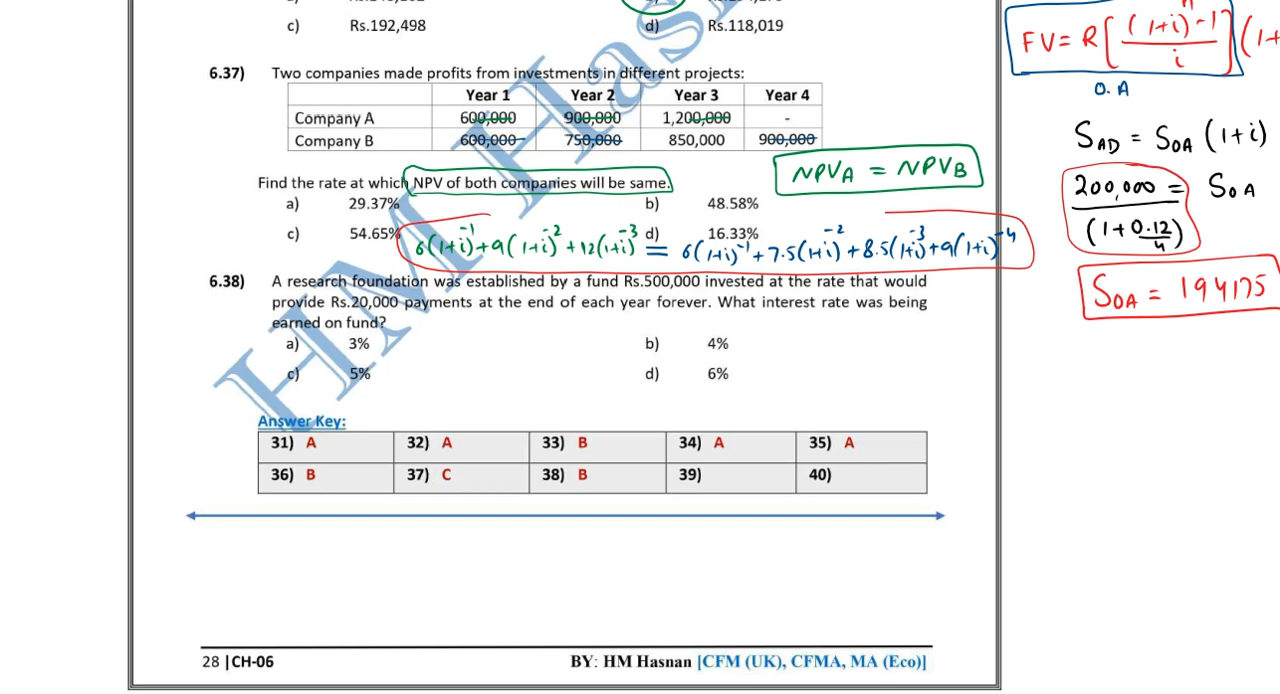 c) Rs.192,498 d) Rs.118,019
FV = R [ ((1+i)^n - 1) / i ] (1+
O.A
6.37) Two companies made profits from investments in different projects:
Year 1 Year 2 Year 3 Year 4
Company A 600,000 900,000 1,200,000 -
Company B 600,000 750,000 850,000 900,000
NPV_A = NPV_B
S_AD = S_OA (1+i)
Find the rate at which NPV of both companies will be same.
a) 29.37% b) 48.58%
c) 54.65% d) 16.33%
6(1+i)^-1 + 9(1+i)^-2 + 12(1+i)^-3 = 6(1+i)^-1 + 7.5(1+i)^-2 + 8.5(1+i)^-3 + 9(1+i)^-4
200,000 / (1+0.12/4) = S_OA
S_OA = 194175
6.38) A research foundation was established by a fund Rs.500,000 invested at the rate that would
provide Rs.20,000 payments at the end of each year forever. What interest rate was being
earned on fund?
a) 3% b) 4%
c) 5% d) 6%
Answer Key:
31) A 32) A 33) B 34) A 35) A
36) B 37) C 38) B 39) 40)
HM Has
28 |CH-06 BY: HM Hasnan [CFM (UK), CFMA, MA (Eco)]